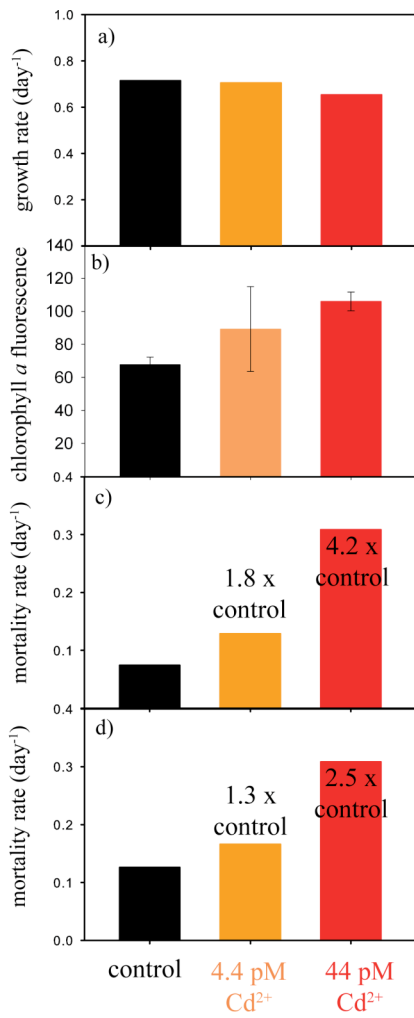 1.0
a)
0.8
0.6
0.4
0.2
growth rate (day⁻¹)
140
b)
120
100
80
60
40
20
chlorophyll a fluorescence
0.4
c)
0.3
0.2
0.1
mortality rate (day⁻¹)
1.8 x
control
4.2 x
control
0.4
d)
0.3
0.2
0.1
0.0
mortality rate (day⁻¹)
1.3 x
control
2.5 x
control
control
4.4 pM
Cd²⁺
44 pM
Cd²⁺